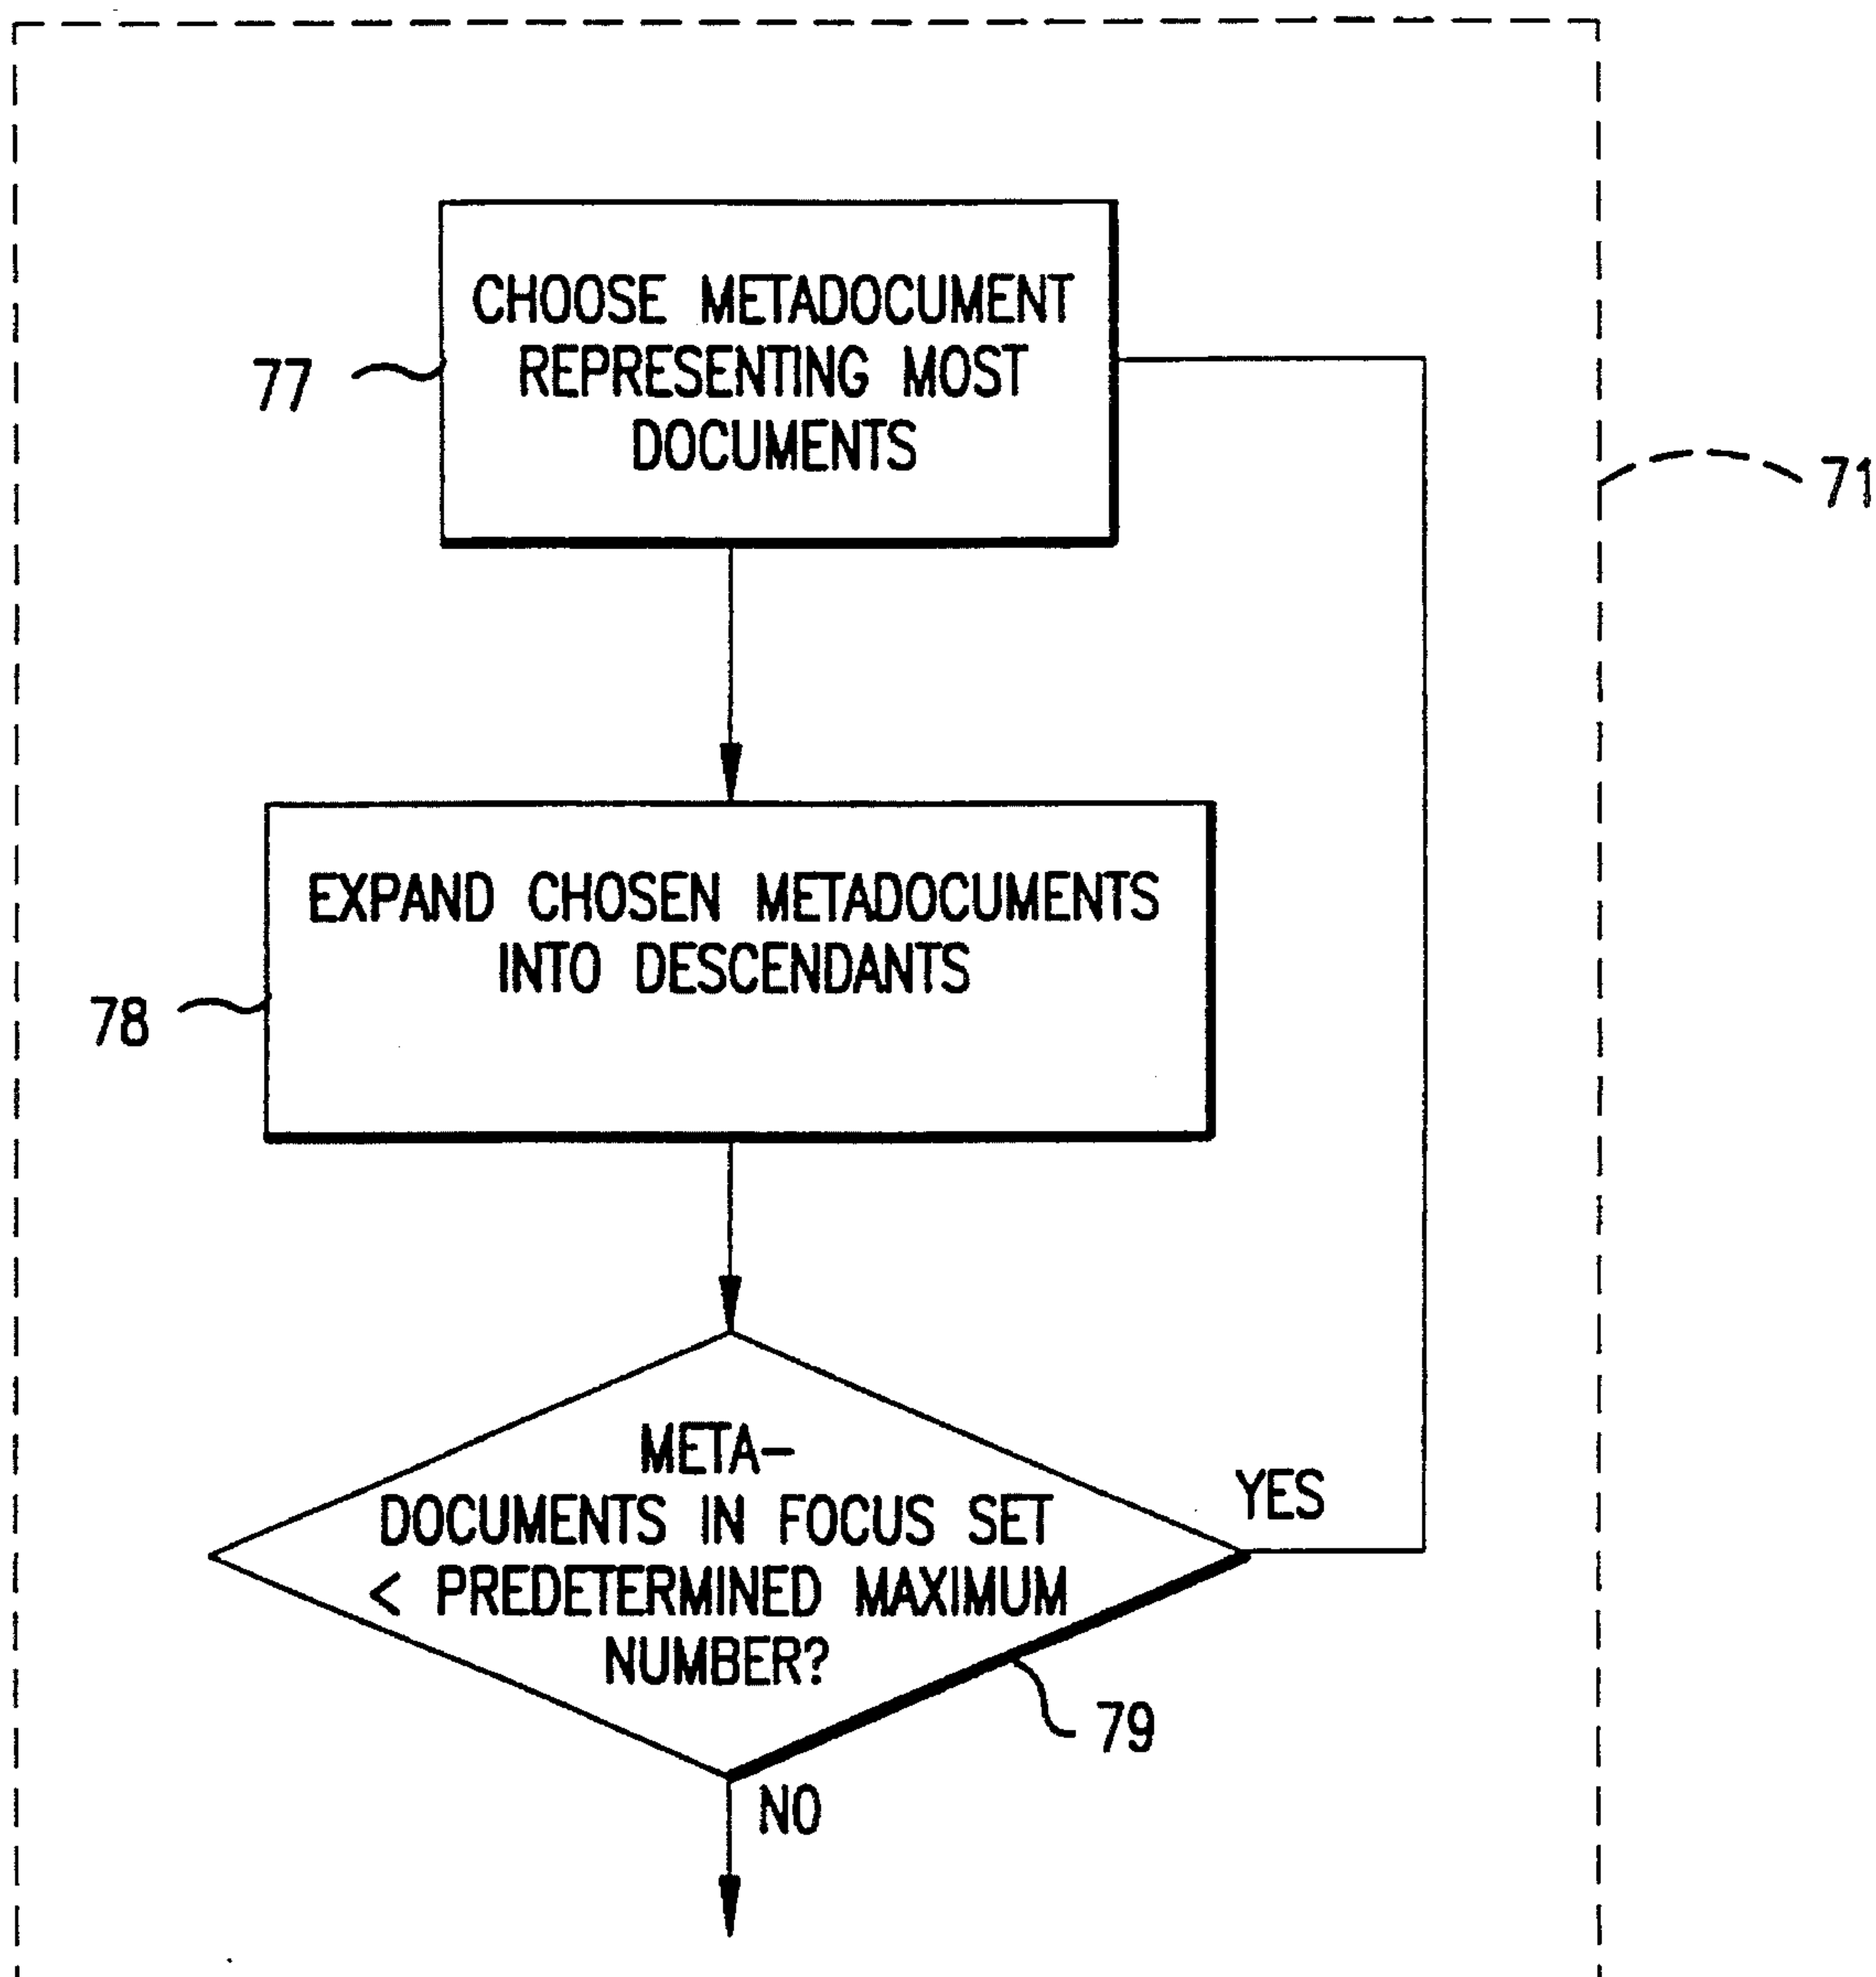 CHOOSE METADOCUMENT
REPRESENTING MOST
DOCUMENTS
77
71
EXPAND CHOSEN METADOCUMENTS
INTO DESCENDANTS
78
META-
DOCUMENTS IN FOCUS SET
< PREDETERMINED MAXIMUM
NUMBER?
YES
79
NO